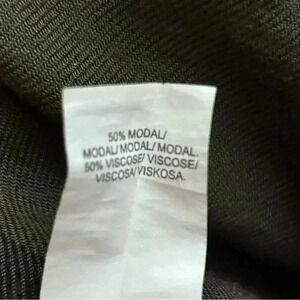 50% MODAL/
MODAL/ MODAL/ MODAL.
50% VISCOSE/ VISCOSE/
VISCOSA/VISKOSA.